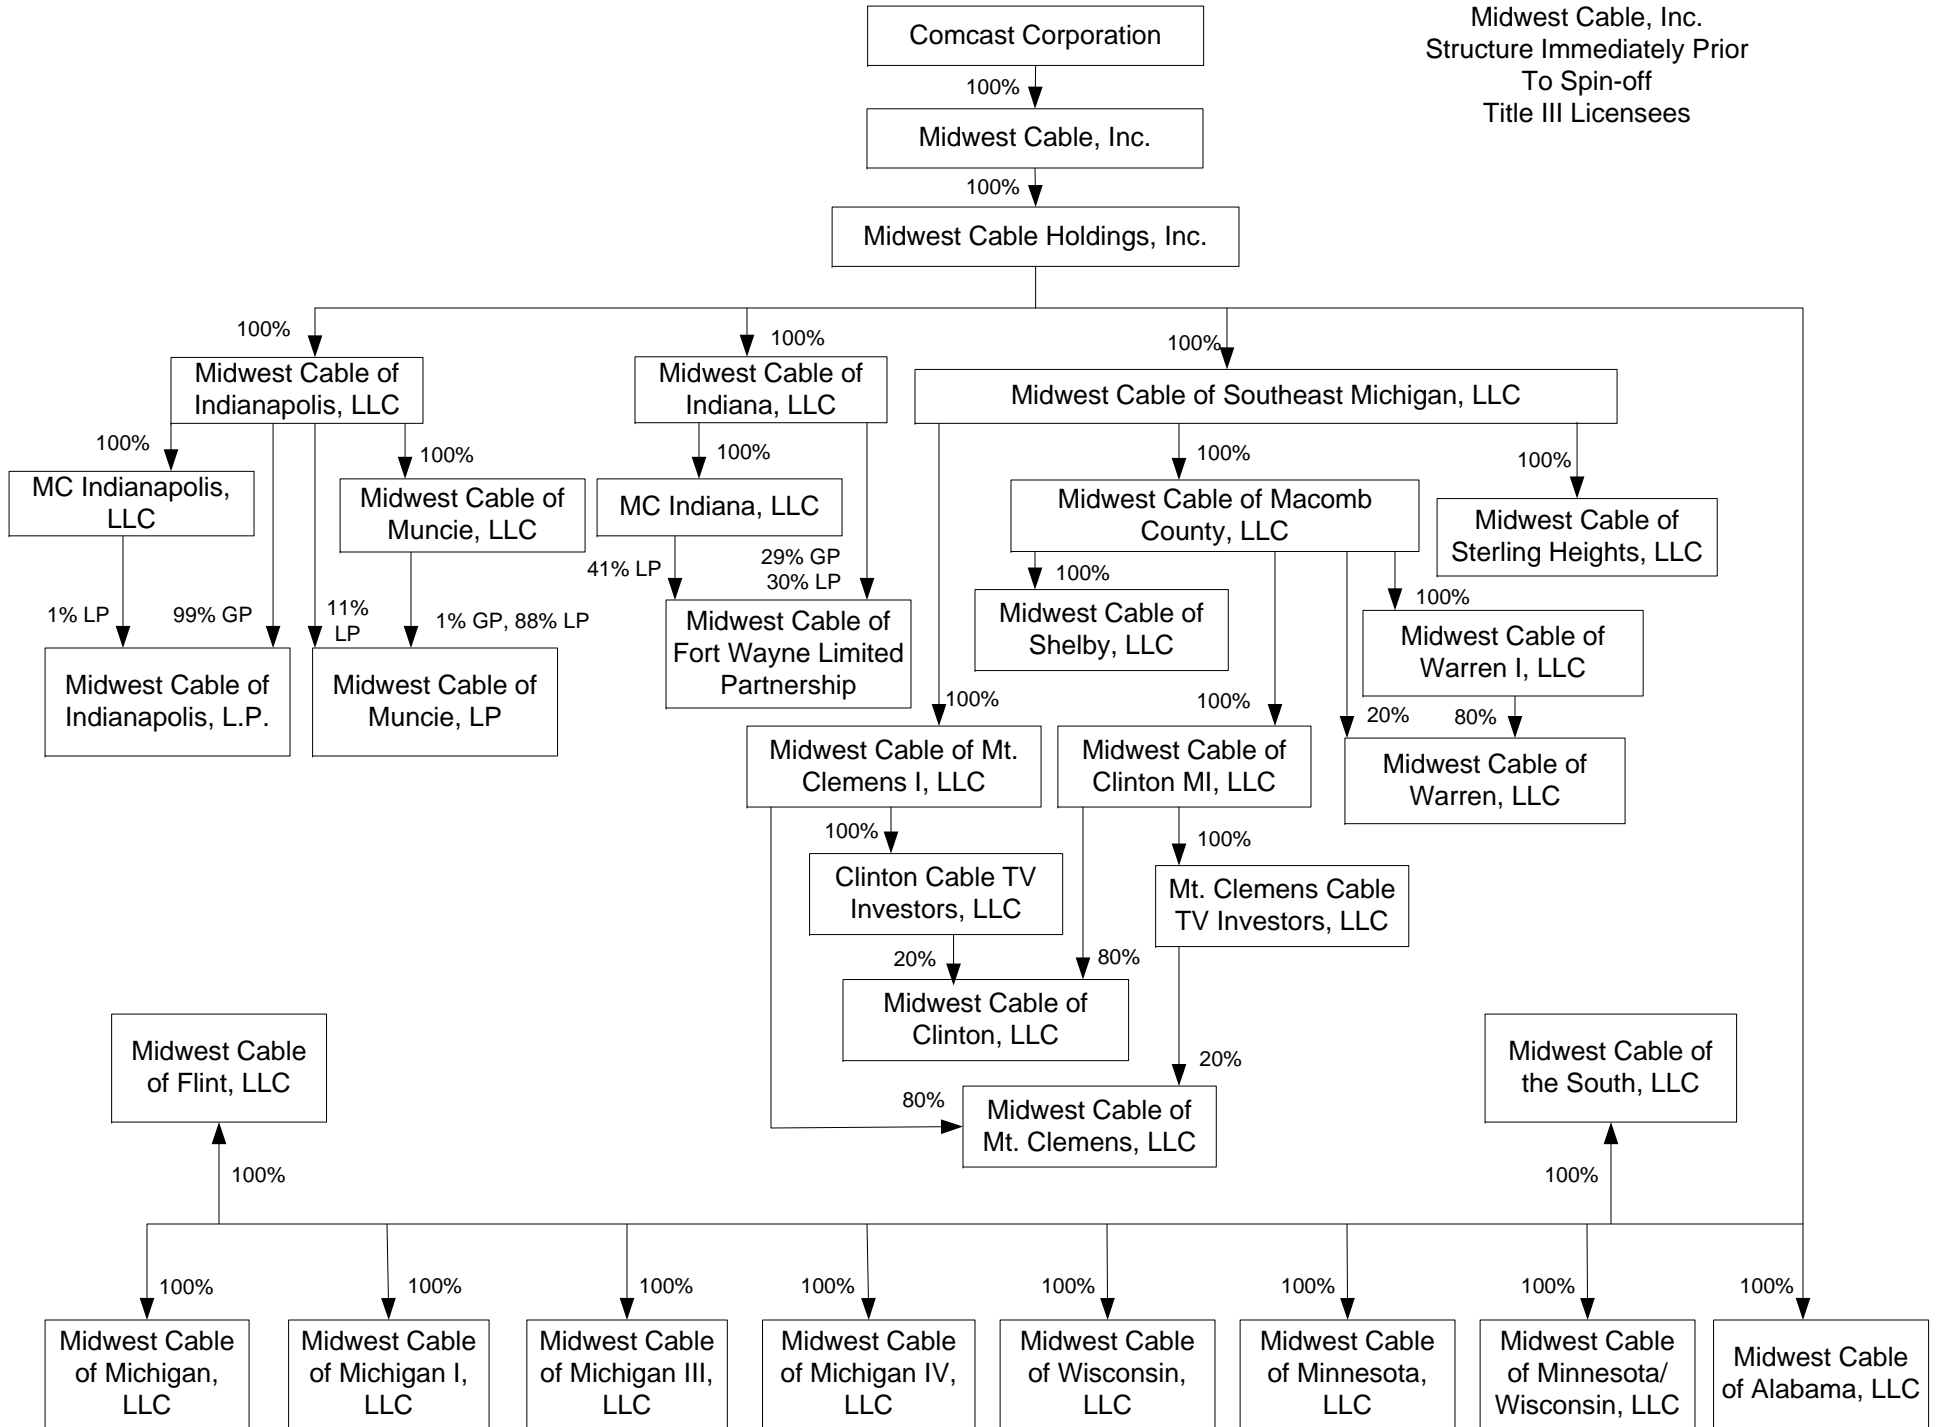 Comcast Corporation
Midwest Cable, Inc.
Structure Immediately Prior
To Spin-off
Title III Licensees
100%
Midwest Cable, Inc.
100%
Midwest Cable Holdings, Inc.
100%
100%
100%
Midwest Cable of
Indianapolis, LLC
Midwest Cable of
Indiana, LLC
Midwest Cable of Southeast Michigan, LLC
100%
100%
100%
100%
100%
MC Indianapolis,
LLC
Midwest Cable of
Muncie, LLC
MC Indiana, LLC
Midwest Cable of Macomb
County, LLC
Midwest Cable of
Sterling Heights, LLC
41% LP
29% GP
30% LP
100%
100%
1% LP
99% GP
11%
LP
1% GP, 88% LP
Midwest Cable of
Fort Wayne Limited
Partnership
Midwest Cable of
Shelby, LLC
Midwest Cable of
Warren I, LLC
Midwest Cable of
Indianapolis, L.P.
Midwest Cable of
Muncie, LP
100%
100%
20%
80%
Midwest Cable of Mt.
Clemens I, LLC
Midwest Cable of
Clinton MI, LLC
Midwest Cable of
Warren, LLC
100%
100%
Clinton Cable TV
Investors, LLC
Mt. Clemens Cable
TV Investors, LLC
20%
80%
Midwest Cable of
Clinton, LLC
Midwest Cable
of Flint, LLC
Midwest Cable of
the South, LLC
20%
80%
Midwest Cable of
Mt. Clemens, LLC
100%
100%
100%
100%
100%
100%
100%
100%
100%
100%
Midwest Cable
of Michigan,
LLC
Midwest Cable
of Michigan I,
LLC
Midwest Cable
of Michigan III,
LLC
Midwest Cable
of Michigan IV,
LLC
Midwest Cable
of Wisconsin,
LLC
Midwest Cable
of Minnesota,
LLC
Midwest Cable
of Minnesota/
Wisconsin, LLC
Midwest Cable
of Alabama, LLC